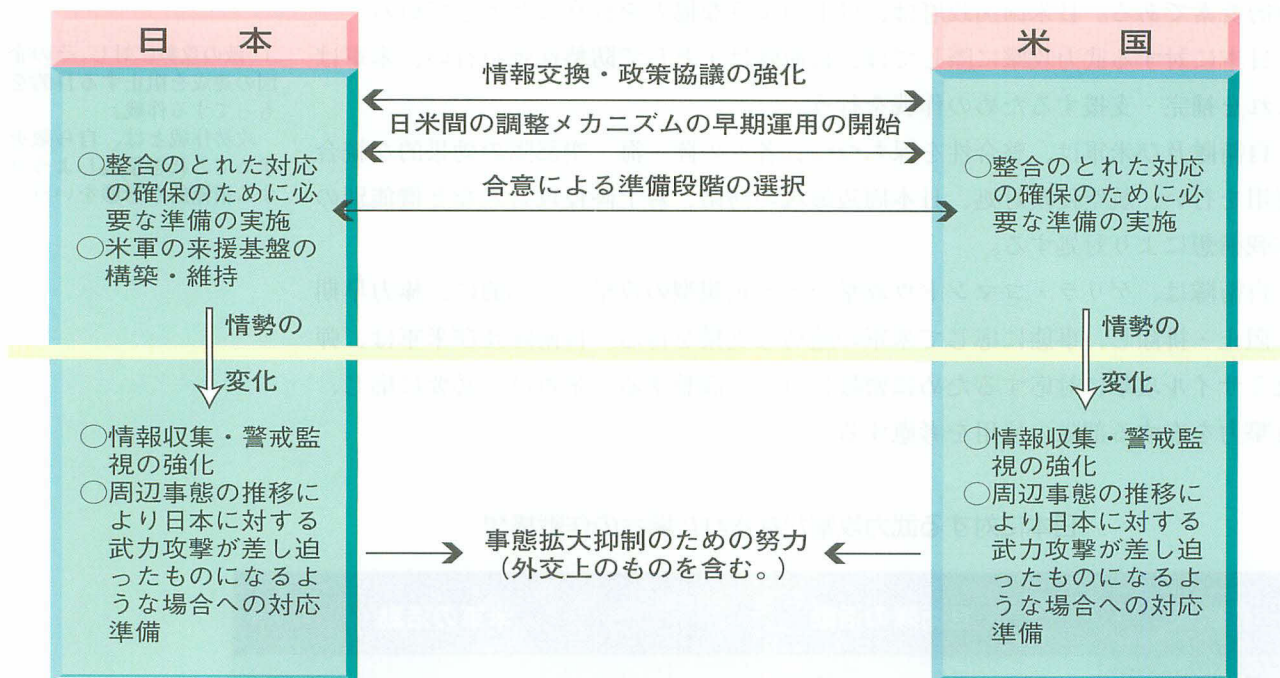 日　本
○整合のとれた対応
の確保のために必
要な準備の実施
○米軍の来援基盤の
構築・維持
情勢の
変化
○情報収集・警戒監
視の強化
○周辺事態の推移に
より日本に対する
武力攻撃が差し迫
ったものになるよ
うな場合への対応
準備
情報交換・政策協議の強化
日米間の調整メカニズムの早期運用の開始
合意による準備段階の選択
事態拡大抑制のための努力
（外交上のものを含む。）
米　国
○整合のとれた対応
の確保のために必
要な準備の実施
情勢の
変化
○情報収集・警戒監
視の強化
○周辺事態の推移に
より日本に対する
武力攻撃が差し迫
ったものになるよ
うな場合への対応
準備